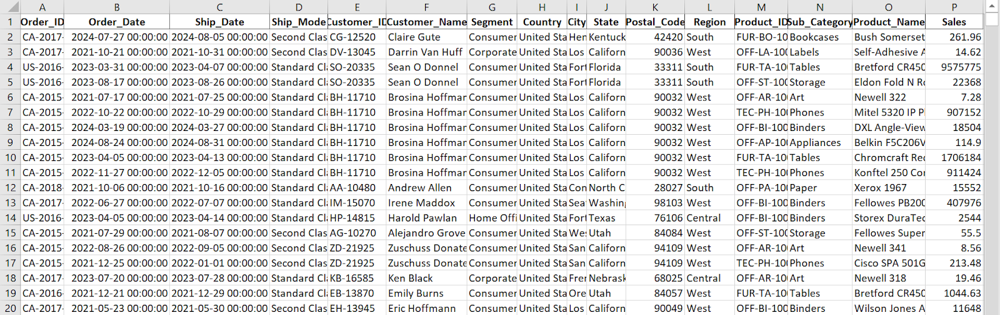 A B C D E F G H I J K L M N O P
1 Order_ID Order_Date Ship_Date Ship_Mode Customer_ID Customer_Name Segment Country City State Postal_Code Region Product_ID Sub_Category Product_Name Sales
2 CA-2017- 2024-07-27 00:00:00 2024-08-05 00:00:00 Second Clas CG-12520 Claire Gute Consumer United Sta Hen Kentuck 42420 South FUR-BO-10 Bookcases Bush Somerset 261.96
3 CA-2017- 2021-10-21 00:00:00 2021-10-31 00:00:00 Second Clas DV-13045 Darrin Van Huff Corporate United Sta Los Californ 90036 West OFF-LA-100 Labels Self-Adhesive A 14.62
4 US-2016- 2023-03-31 00:00:00 2023-04-07 00:00:00 Standard Cl SO-20335 Sean O Donnel Consumer United Sta Fort Florida 33311 South FUR-TA-10 Tables Bretford CR450 9575775
5 US-2016- 2023-08-17 00:00:00 2023-08-26 00:00:00 Standard Cl SO-20335 Sean O Donnel Consumer United Sta Fort Florida 33311 South OFF-ST-100 Storage Eldon Fold N Ro 22368
6 CA-2015- 2021-07-17 00:00:00 2021-07-25 00:00:00 Standard Cl BH-11710 Brosina Hoffmar Consumer United Sta Los Californ 90032 West OFF-AR-10 Art Newell 322 7.28
7 CA-2015- 2022-10-22 00:00:00 2022-10-29 00:00:00 Standard Cl BH-11710 Brosina Hoffmar Consumer United Sta Los Californ 90032 West TEC-PH-100 Phones Mitel 5320 IP P 907152
8 CA-2015- 2024-03-19 00:00:00 2024-03-27 00:00:00 Standard Cl BH-11710 Brosina Hoffmar Consumer United Sta Los Californ 90032 West OFF-BI-100 Binders DXL Angle-View 18504
9 CA-2015- 2024-08-24 00:00:00 2024-08-31 00:00:00 Standard Cl BH-11710 Brosina Hoffmar Consumer United Sta Los Californ 90032 West OFF-AP-100 Appliances Belkin F5C206V 114.9
10 CA-2015- 2023-04-05 00:00:00 2023-04-13 00:00:00 Standard Cl BH-11710 Brosina Hoffmar Consumer United Sta Los Californ 90032 West FUR-TA-10 Tables Chromcraft Rec 1706184
11 CA-2015- 2022-11-27 00:00:00 2022-12-05 00:00:00 Standard Cl BH-11710 Brosina Hoffmar Consumer United Sta Los Californ 90032 West TEC-PH-100 Phones Konftel 250 Con 911424
12 CA-2018- 2021-10-06 00:00:00 2021-10-16 00:00:00 Standard Cl AA-10480 Andrew Allen Consumer United Sta Con North C 28027 South OFF-PA-100 Paper Xerox 1967 15552
13 CA-2017- 2022-06-27 00:00:00 2022-07-07 00:00:00 Standard Cl IM-15070 Irene Maddox Consumer United Sta Sea Washing 98103 West OFF-BI-100 Binders Fellowes PB200 407976
14 US-2016- 2023-04-05 00:00:00 2023-04-14 00:00:00 Standard Cl HP-14815 Harold Pawlan Home Offi United Sta Fort Texas 76106 Central OFF-BI-100 Binders Storex DuraTec 2544
15 CA-2015- 2021-07-29 00:00:00 2021-08-07 00:00:00 Second Clas AG-10270 Alejandro Grove Consumer United Sta Wes Utah 84084 West OFF-ST-100 Storage Fellowes Super 55.5
16 CA-2015- 2022-08-26 00:00:00 2022-09-05 00:00:00 Second Clas ZD-21925 Zuschuss Donate Consumer United Sta San Californ 94109 West OFF-AR-10 Art Newell 341 8.56
17 CA-2015- 2021-12-25 00:00:00 2022-01-01 00:00:00 Second Clas ZD-21925 Zuschuss Donate Consumer United Sta San Californ 94109 West TEC-PH-100 Phones Cisco SPA 501G 213.48
18 CA-2017- 2023-07-20 00:00:00 2023-07-28 00:00:00 Standard Cl KB-16585 Ken Black Corporate United Sta Frer Nebrask 68025 Central OFF-AR-10 Art Newell 318 19.46
19 CA-2016- 2021-12-21 00:00:00 2021-12-29 00:00:00 Standard Cl EB-13870 Emily Burns Consumer United Sta Ore Utah 84057 West FUR-TA-10 Tables Bretford CR450 1044.63
20 CA-2017- 2021-05-23 00:00:00 2021-05-30 00:00:00 Second Clas EH-13945 Eric Hoffmann Consumer United Sta Los Californ 90049 West OFF-BI-100 Binders Wilson Jones A 11648